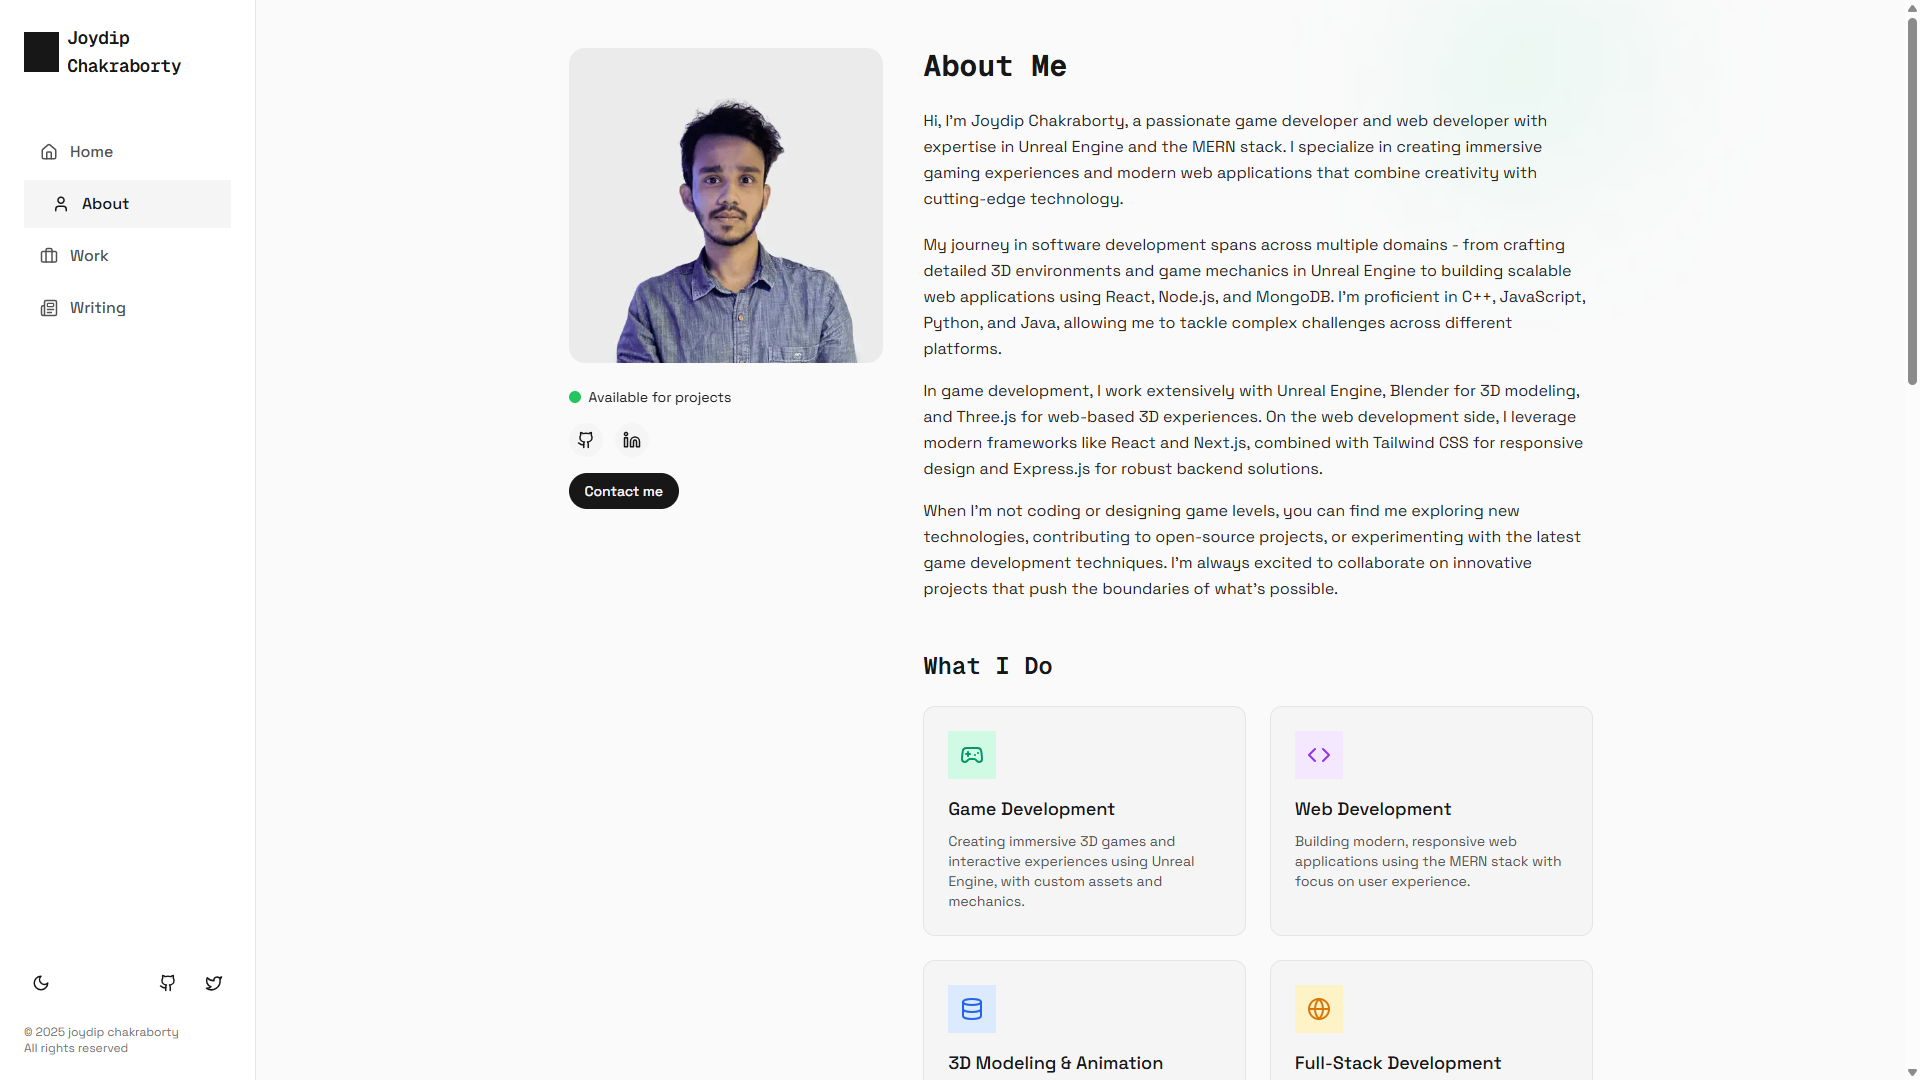 Joydip
Chakraborty
Home
About
Work
Writing
© 2025 joydip chakraborty
All rights reserved
Available for projects
Contact me
About Me
Hi, I'm Joydip Chakraborty, a passionate game developer and web developer with
expertise in Unreal Engine and the MERN stack. I specialize in creating immersive
gaming experiences and modern web applications that combine creativity with
cutting-edge technology.
My journey in software development spans across multiple domains - from crafting
detailed 3D environments and game mechanics in Unreal Engine to building scalable
web applications using React, Node.js, and MongoDB. I'm proficient in C++, JavaScript,
Python, and Java, allowing me to tackle complex challenges across different
platforms.
In game development, I work extensively with Unreal Engine, Blender for 3D modeling,
and Three.js for web-based 3D experiences. On the web development side, I leverage
modern frameworks like React and Next.js, combined with Tailwind CSS for responsive
design and Express.js for robust backend solutions.
When I'm not coding or designing game levels, you can find me exploring new
technologies, contributing to open-source projects, or experimenting with the latest
game development techniques. I'm always excited to collaborate on innovative
projects that push the boundaries of what's possible.
What I Do
Game Development
Creating immersive 3D games and
interactive experiences using Unreal
Engine, with custom assets and
mechanics.
Web Development
Building modern, responsive web
applications using the MERN stack with
focus on user experience.
3D Modeling & Animation
Full-Stack Development